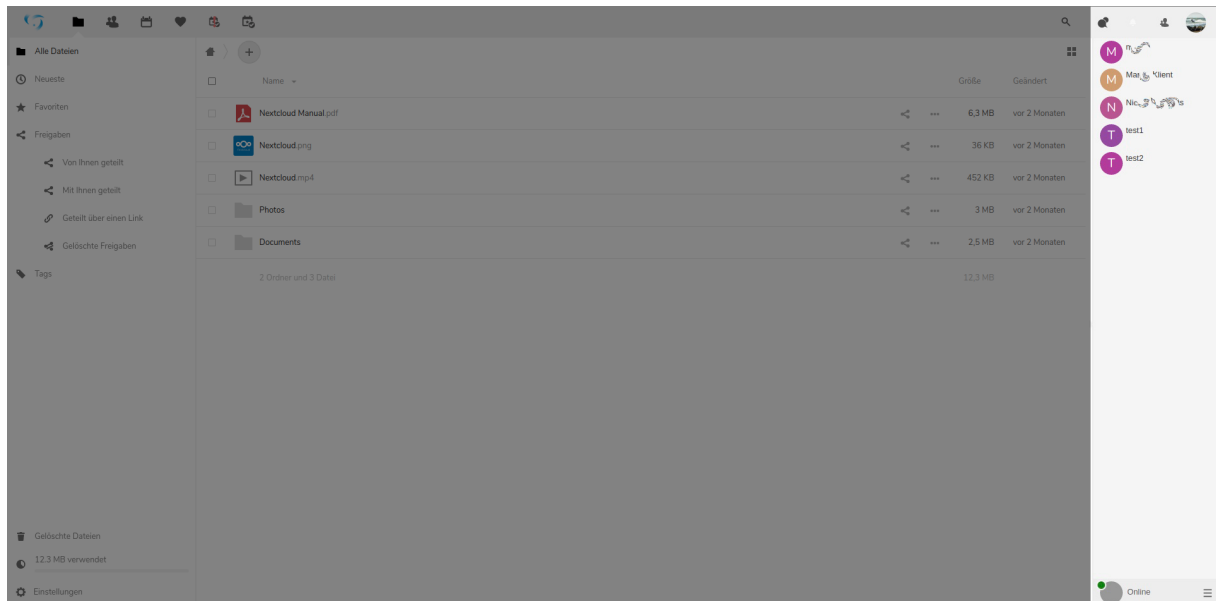 Alle Dateien
Neueste
Favoriten
Freigaben
Von Ihnen geteilt
Mit Ihnen geteilt
Geteilt über einen Link
Gelöschte Freigaben
Tags
Gelöschte Dateien
12.3 MB verwendet
Einstellungen
Name Größe Geändert
Nextcloud Manual.pdf 6,3 MB vor 2 Monaten
Nextcloud.png 36 KB vor 2 Monaten
Nextcloud.mp4 452 KB vor 2 Monaten
Photos 3 MB vor 2 Monaten
Documents 2,5 MB vor 2 Monaten
2 Ordner und 3 Datei 12,3 MB
M
M
N
T test1
T test2
Online